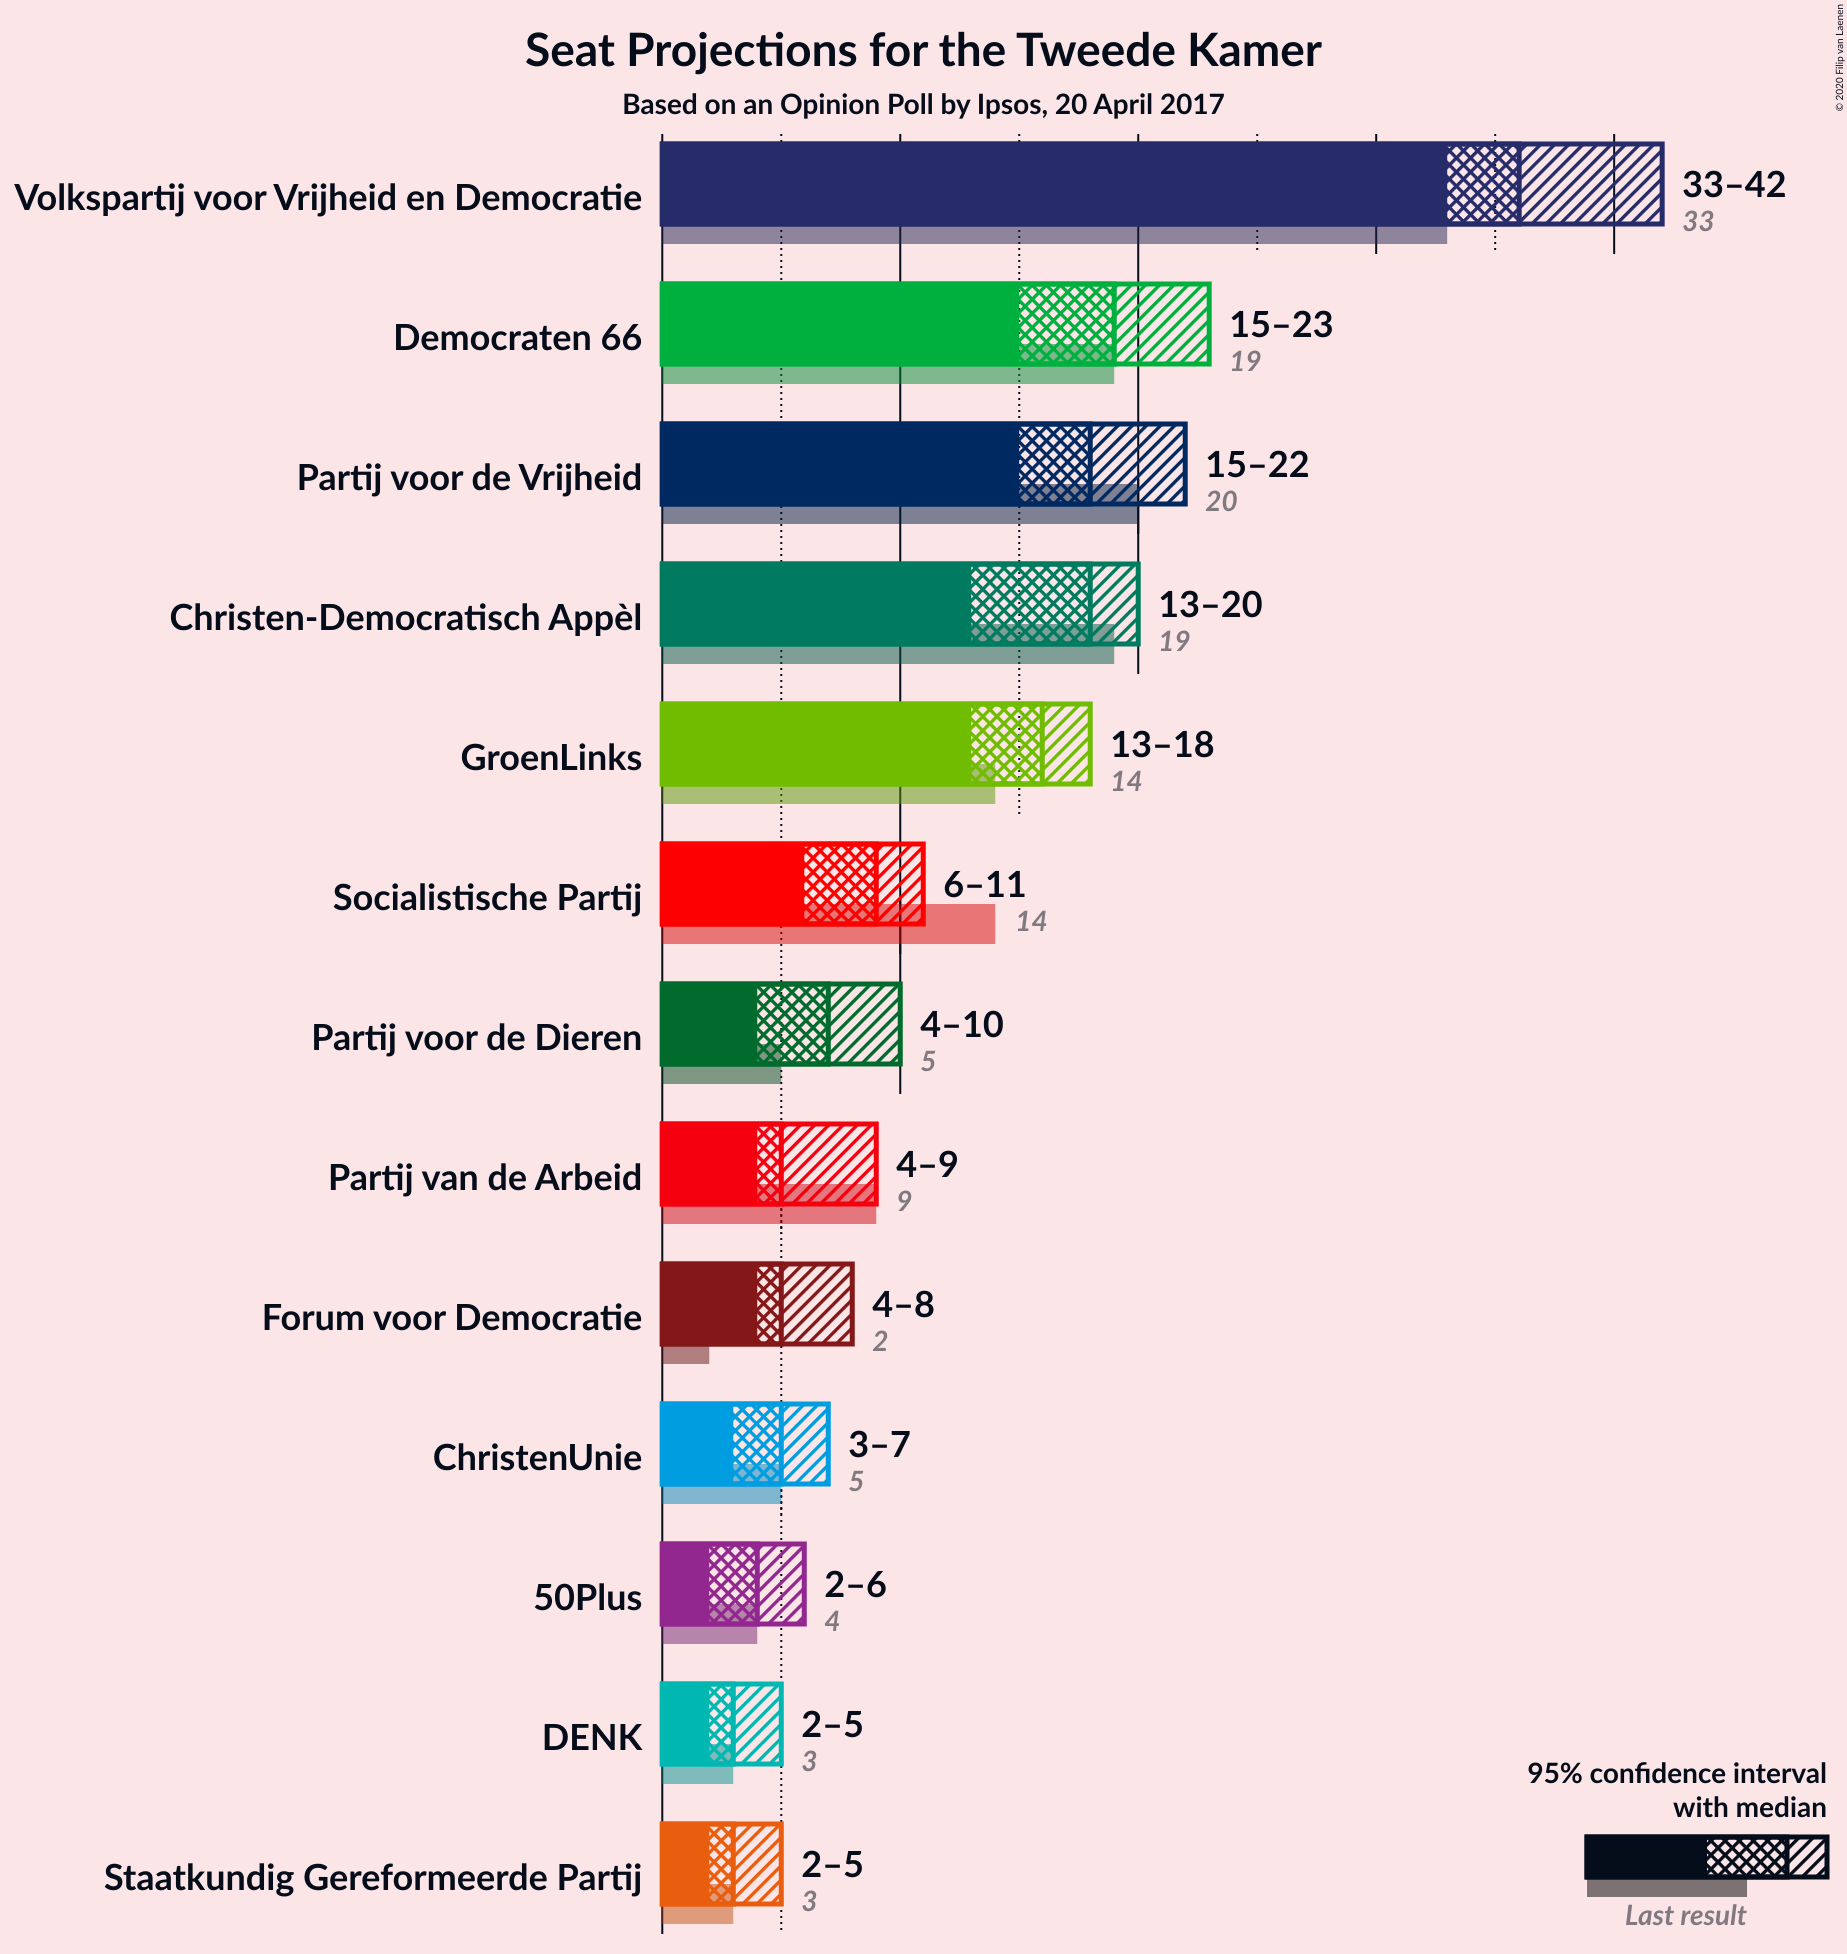 Seat Projections for the Tweede Kamer
Based on an Opinion Poll by Ipsos, 20 April 2017
© 2020 Filip van Laenen
Volkspartij voor Vrijheid en Democratie
33–42
33
Democraten 66
15–23
19
Partij voor de Vrijheid
15–22
20
Christen-Democratisch Appèl
13–20
19
GroenLinks
13–18
14
Socialistische Partij
6–11
14
Partij voor de Dieren
4–10
5
Partij van de Arbeid
4–9
9
Forum voor Democratie
4–8
2
ChristenUnie
3–7
5
50Plus
2–6
4
DENK
2–5
3
Staatkundig Gereformeerde Partij
2–5
3
95% confidence interval
with median
Last result